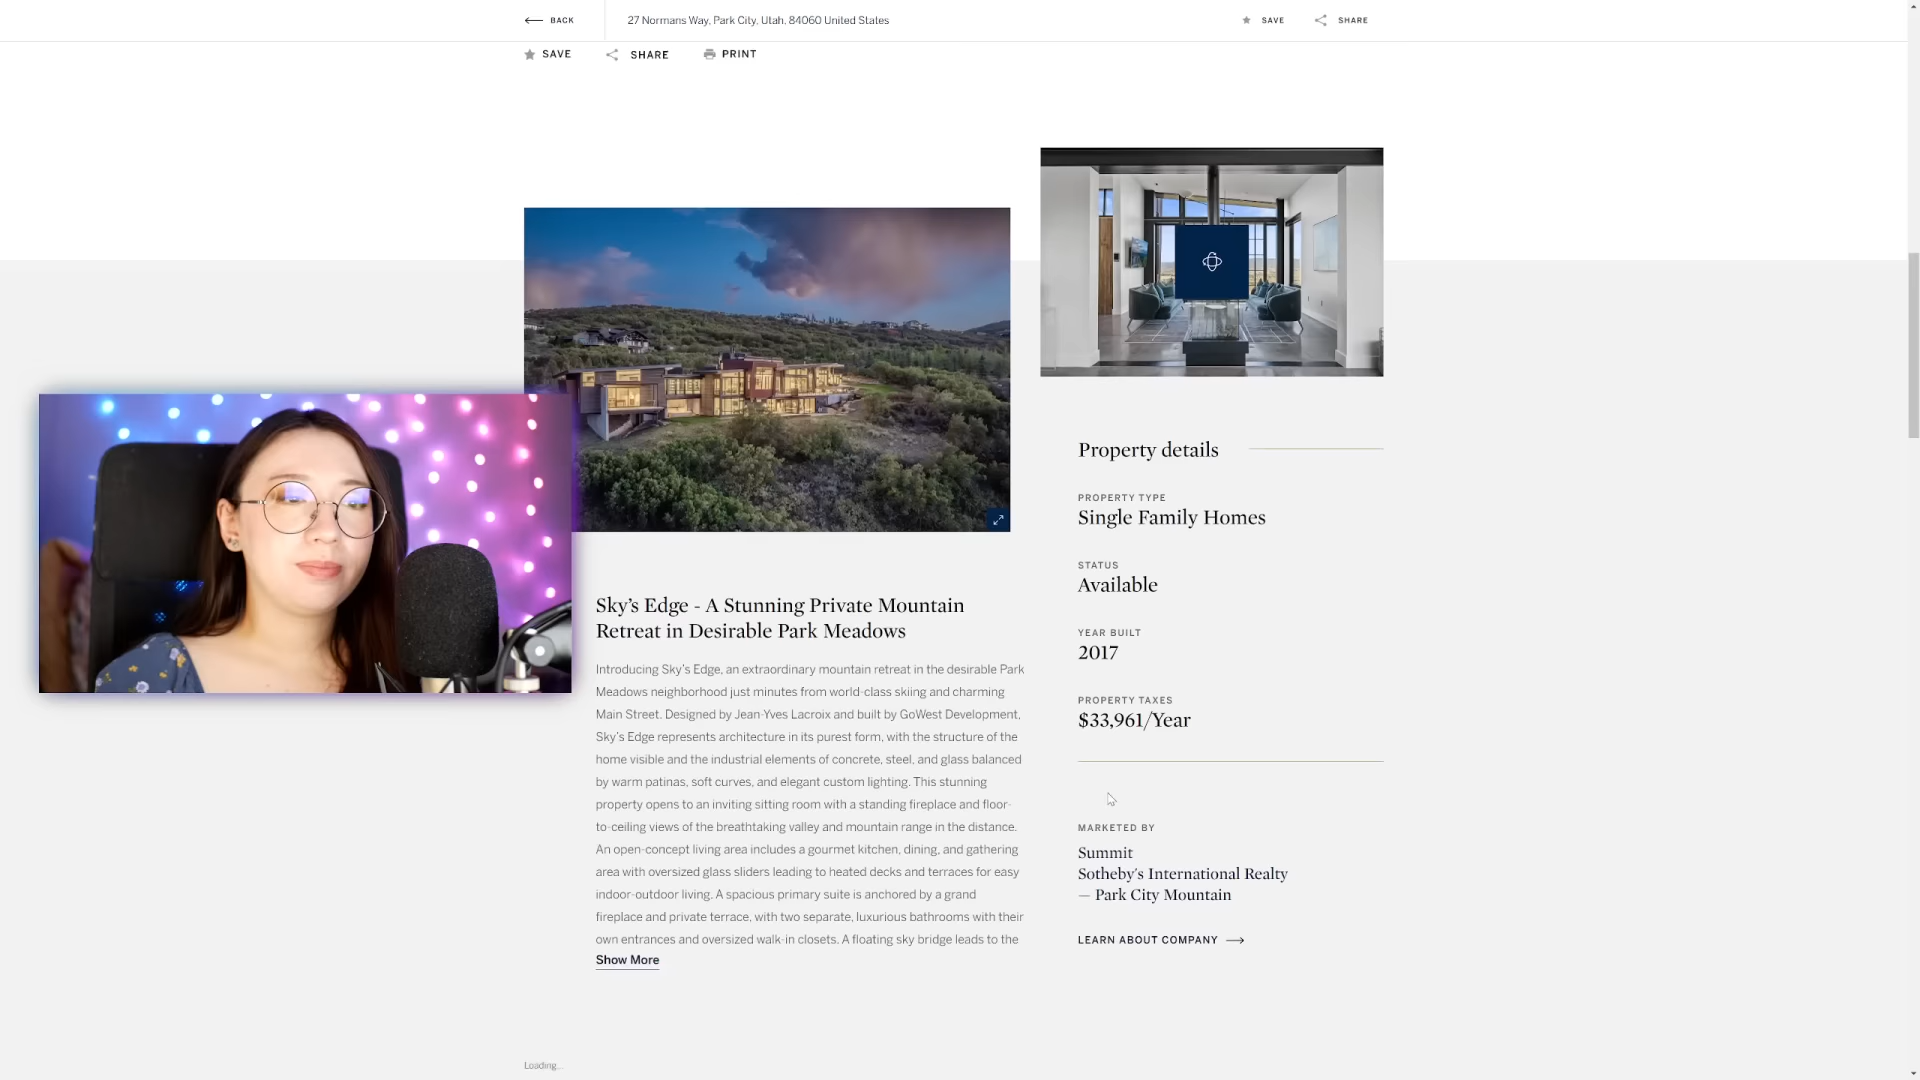 BACK
27 Normans Way, Park City, Utah, 84060 United States
SAVE
SHARE
SAVE
SHARE
PRINT
Property details
PROPERTY TYPE
Single Family Homes
STATUS
Available
YEAR BUILT
2017
PROPERTY TAXES
$33,961/Year
Sky's Edge - A Stunning Private Mountain
Retreat in Desirable Park Meadows
Introducing Sky's Edge, an extraordinary mountain retreat in the desirable Park
Meadows neighborhood just minutes from world-class skiing and charming
Main Street. Designed by Jean-Yves Lacroix and built by GoWest Development,
Sky's Edge represents architecture in its purest form, with the structure of the
home visible and the industrial elements of concrete, steel, and glass balanced
by warm patinas, soft curves, and elegant custom lighting. This stunning
property opens to an inviting sitting room with a standing fireplace and floor-
to-ceiling views of the breathtaking valley and mountain range in the distance.
An open-concept living area includes a gourmet kitchen, dining, and gathering
area with oversized glass sliders leading to heated decks and terraces for easy
indoor-outdoor living. A spacious primary suite is anchored by a grand
fireplace and private terrace, with two separate, luxurious bathrooms with their
own entrances and oversized walk-in closets. A floating sky bridge leads to the
Show More
MARKETED BY
Summit
Sotheby's International Realty
— Park City Mountain
LEARN ABOUT COMPANY
Loading...